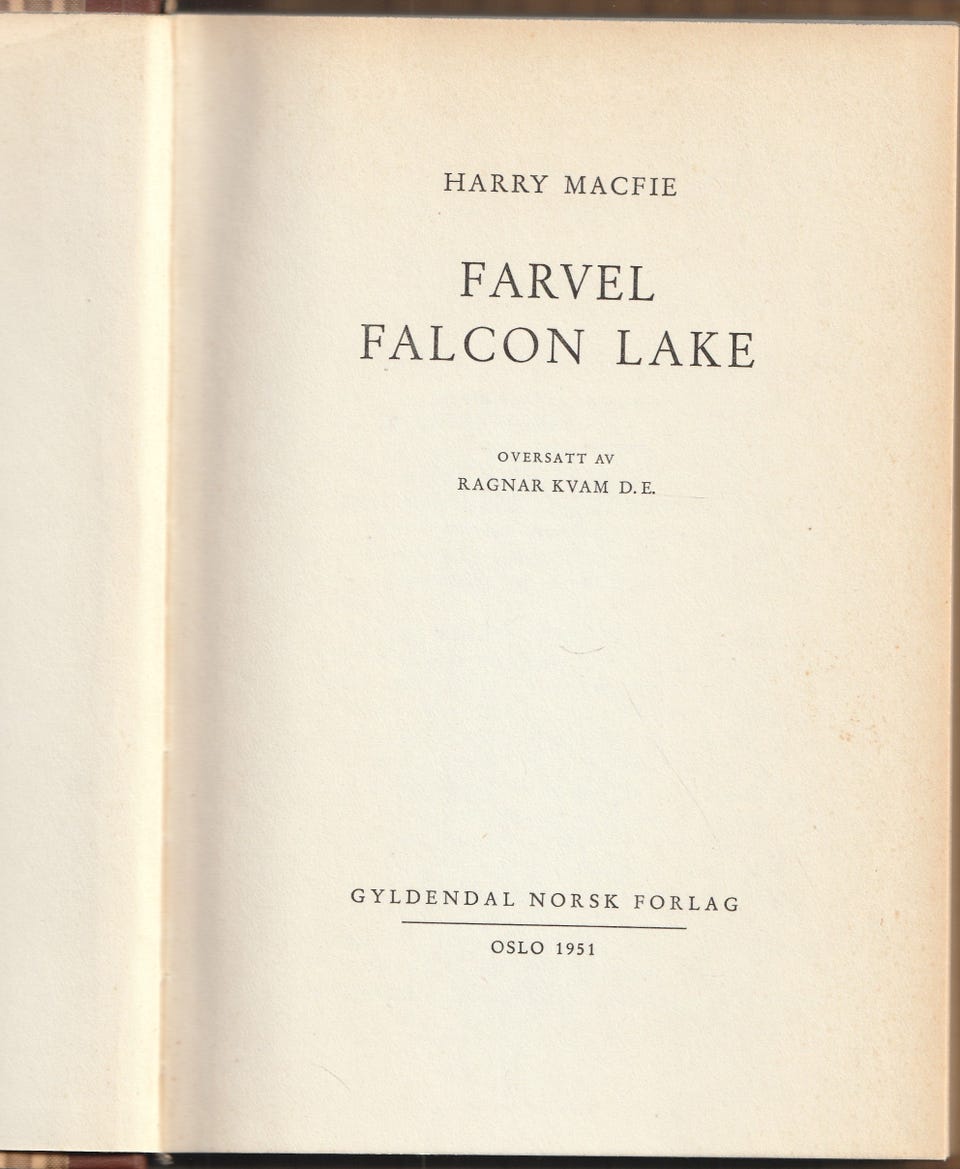 HARRY MACFIE
FARVEL
FALCON LAKE
OVERSATT AV
RAGNAR KVAM D.E.
GYLDENDAL NORSK FORLAG
OSLO 1951